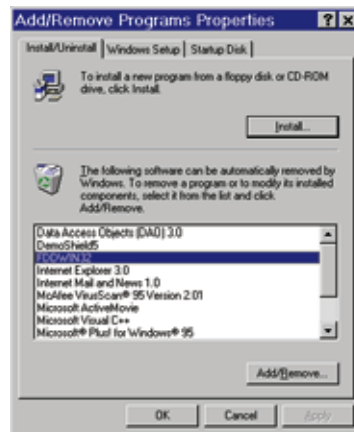 Add/Remove Programs Properties
Install/Uninstall Windows Setup Startup Disk
To install a new program from a floppy disk or CD-ROM
drive, click Install.
Install...
The following software can be automatically removed by
Windows. To remove a program or to modify its installed
components, select it from the list and click
Add/Remove.
Data Access Objects (DAO) 3.0
DemoShield5
FDDWIN32
Internet Explorer 3.0
Internet Mail and News 1.0
McAfee VirusScan® 95 Version 2.01
Microsoft ActiveMovie
Microsoft Visual C++
Microsoft® Plus! for Windows® 95
Add/Remove...
OK Cancel Apply